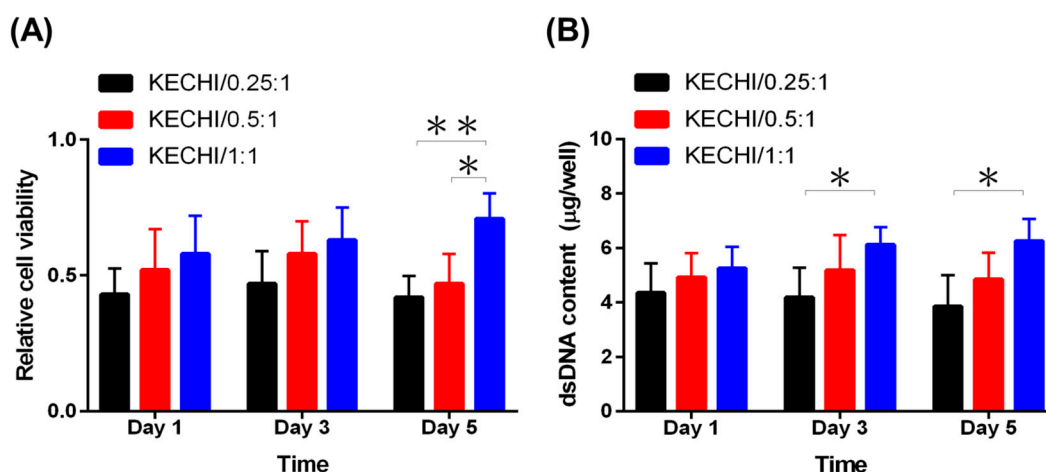 (A)
KECHI/0.25:1
KECHI/0.5:1
KECHI/1:1
Relative cell viability
1.0
0.5
0.0
**
*
Day 1
Day 3
Day 5
Time
(B)
KECHI/0.25:1
KECHI/0.5:1
KECHI/1:1
dsDNA content (µg/well)
10
8
6
4
2
0
*
*
Day 1
Day 3
Day 5
Time